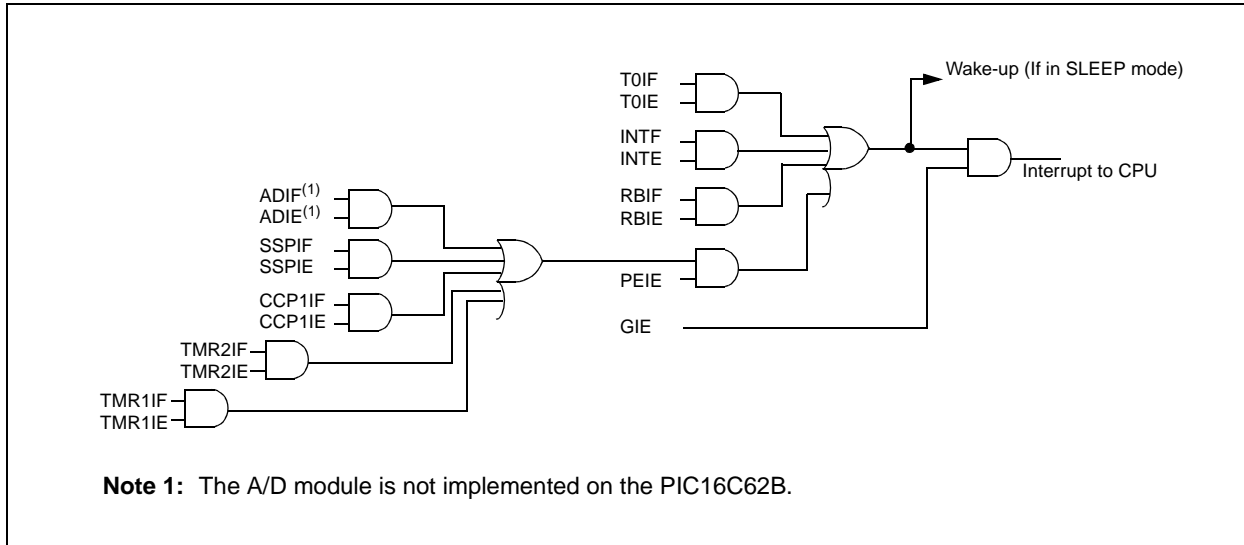 Wake-up (If in SLEEP mode)
T0IF
T0IE
INTF
INTE
Interrupt to CPU
RBIF
RBIE
ADIF(1)
ADIE(1)
SSPIF
SSPIE
PEIE
CCP1IF
CCP1IE
GIE
TMR2IF
TMR2IE
TMR1IF
TMR1IE
Note 1: The A/D module is not implemented on the PIC16C62B.